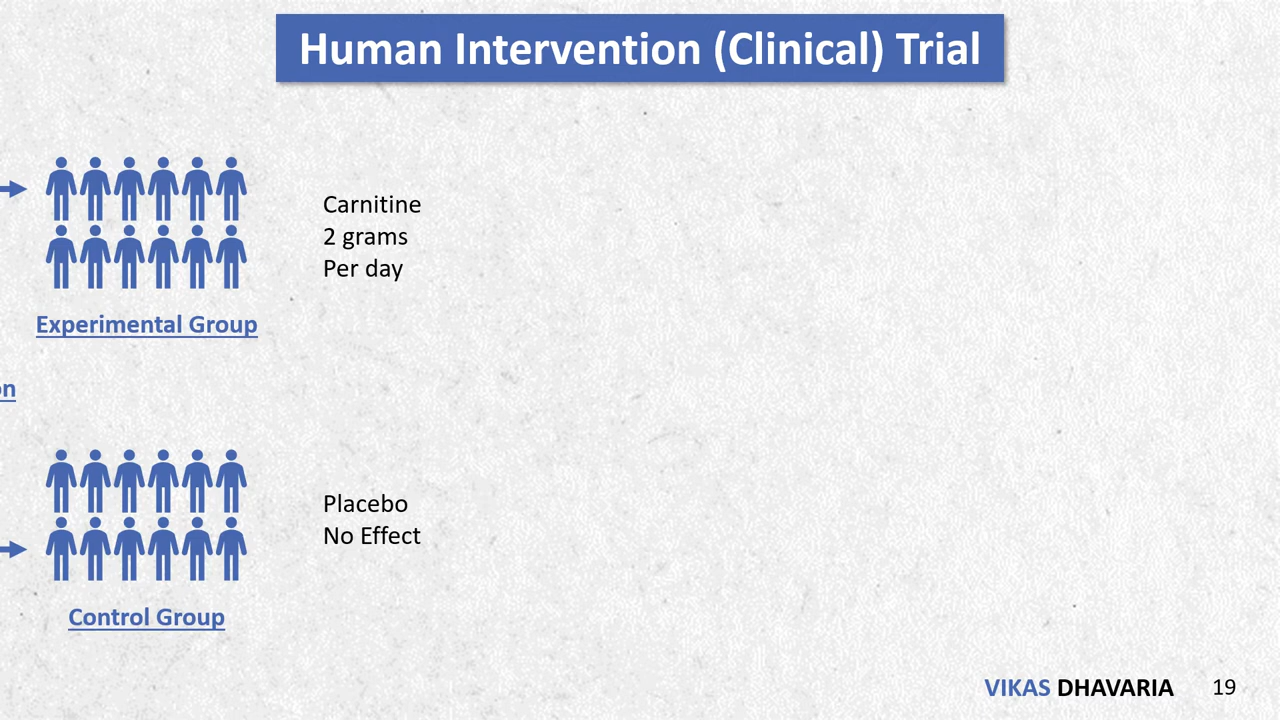 Human Intervention (Clinical) Trial
Carnitine
2 grams
Per day
Experimental Group
on
Placebo
No Effect
Control Group
VIKAS DHAVARIA 19